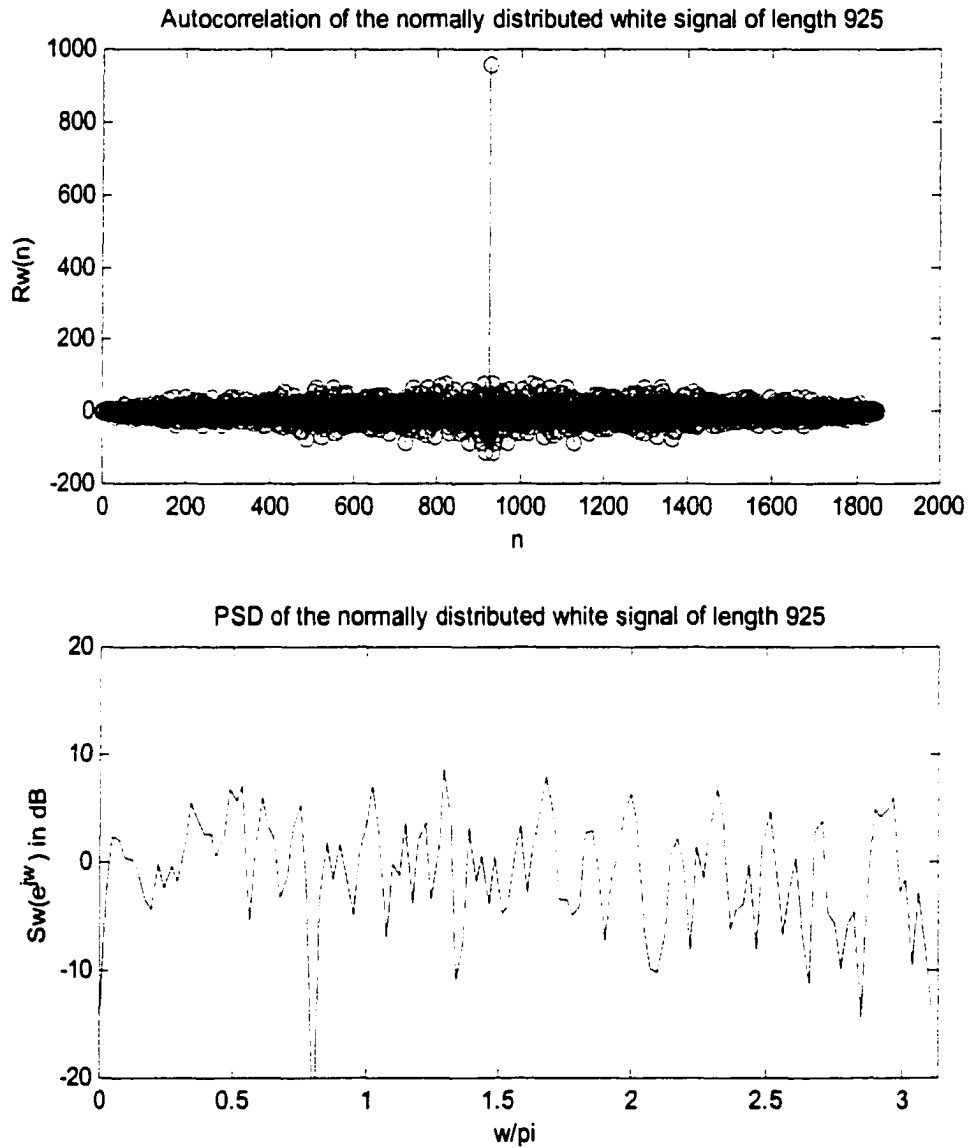 Autocorrelation of the normally distributed white signal of length 925
1000
800
600
400
200
0
-200
Rw(n)
0 200 400 600 800 1000 1200 1400 1600 1800 2000
n
PSD of the normally distributed white signal of length 925
20
10
0
-10
-20
Sw(e^jw) in dB
0 0.5 1 1.5 2 2.5 3
w/pi